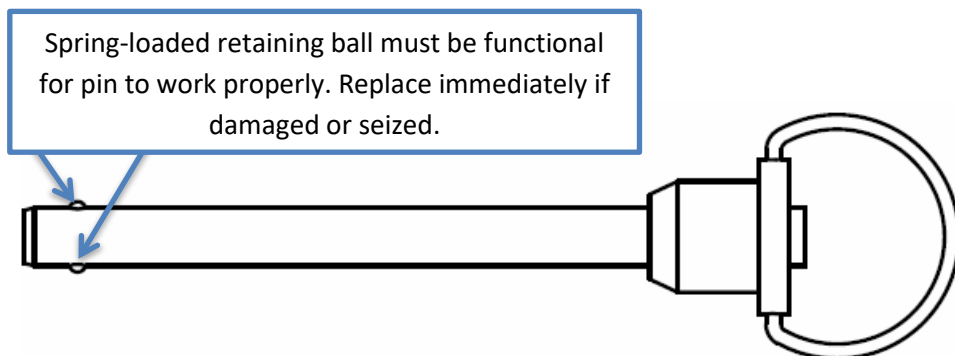 Spring-loaded retaining ball must be functional
for pin to work properly. Replace immediately if
damaged or seized.